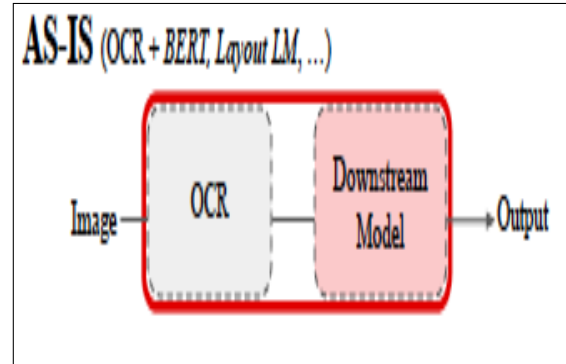 AS-IS (OCR + BERT, Layout LM, ...)
Image
OCR
Downstream
Model
Output